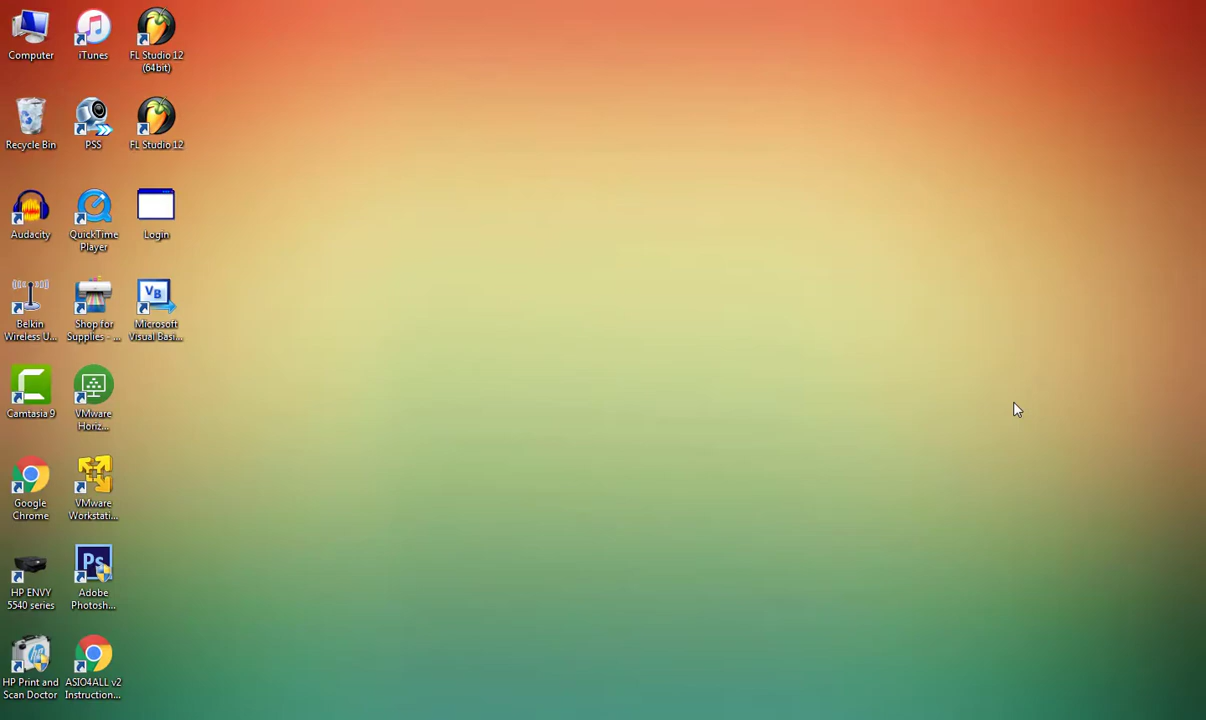 Computer
iTunes
FL Studio 12
(64bit)
Recycle Bin
PSS
FL Studio 12
Audacity
QuickTime
Player
Login
Belkin
Wireless U...
Shop for
Supplies - ...
VB
Microsoft
Visual Basi...
Camtasia 9
VMware
Horiz...
Google
Chrome
VMware
Workstati...
HP ENVY
5540 series
Ps
Adobe
Photosh...
HP Print and
Scan Doctor
ASIO4ALL v2
Instruction...